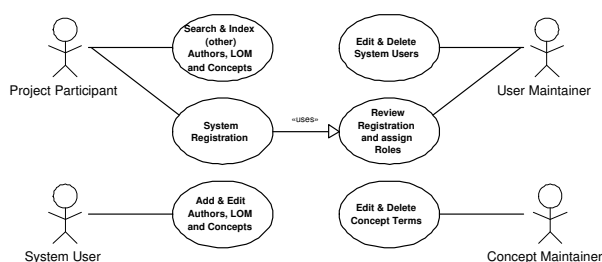 Search & Index
(other)
Authors, LOM
and Concepts
Edit & Delete
System Users
Project Participant
User Maintainer
System
Registration
«uses»
Review
Registration
and assign
Roles
Add & Edit
Authors, LOM
and Concepts
Edit & Delete
Concept Terms
System User
Concept Maintainer